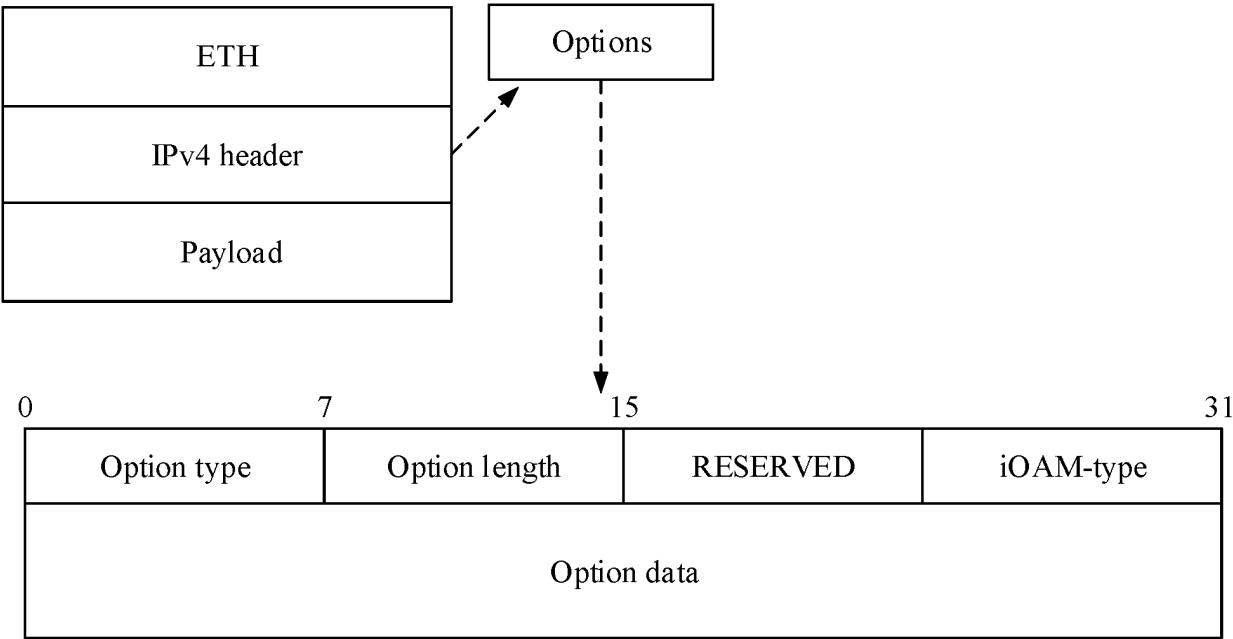 ETH
Options
IPv4 header
Payload
0 7 15 31
Option type Option length RESERVED iOAM-type
Option data